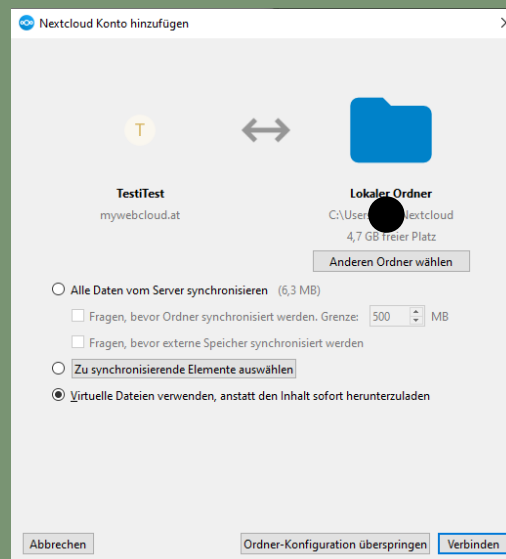 Nextcloud Konto hinzufügen
T
TestiTest
mywebcloud.at
Lokaler Ordner
C:\User Nextcloud
4,7 GB freier Platz
Anderen Ordner wählen
Alle Daten vom Server synchronisieren (6,3 MB)
Fragen, bevor Ordner synchronisiert werden. Grenze: 500 MB
Fragen, bevor externe Speicher synchronisiert werden
Zu synchronisierende Elemente auswählen
Virtuelle Dateien verwenden, anstatt den Inhalt sofort herunterzuladen
Abbrechen
Ordner-Konfiguration überspringen
Verbinden